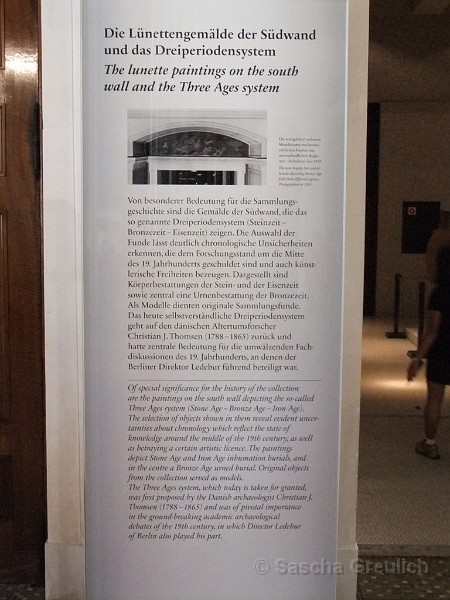 Die Lünettengemälde der Südwand
und das Dreiperiodensystem
The lunette paintings on the south
wall and the Three Ages system
Von besonderer Bedeutung für die Sammlungs-
geschichte sind die Gemälde der Südwand, die das
so genannte Dreiperiodensystem (Steinzeit –
Bronzezeit – Eisenzeit) zeigen. Die Auswahl der
Funde lässt deutlich chronologische Unsicherheiten
erkennen, die dem Forschungsstand um die Mitte
des 19. Jahrhunderts geschuldet sind und auch künst-
lerische Freiheiten bezeugen. Dargestellt sind
Körperbestattungen der Stein- und der Eisenzeit
sowie zentral eine Urnenbestattung der Bronzezeit.
Als Modelle dienten originale Sammlungsfunde.
Das heute selbstverständliche Dreiperiodensystem
geht auf den dänischen Altertumsforscher
Christian J. Thomsen (1788–1865) zurück und
hatte zentrale Bedeutung für die umwälzenden Fach-
diskussionen des 19. Jahrhunderts, an denen der
Berliner Direktor Ledebur führend beteiligt war.
Of special significance for the history of the collection
are the paintings on the south wall depicting the so-called
Three Ages system (Stone Age – Bronze Age – Iron Age).
The selection of objects shown in them reveal evident uncer-
tainties about chronology which reflect the state of
knowledge around the middle of the 19th century, as well
as betraying a certain artistic licence. The paintings
depict Stone Age and Iron Age inhumation burials, and
in the centre a Bronze Age urned burial. Original objects
from the collection served as models.
The Three Ages system, which today is taken for granted,
was first proposed by the Danish archaeologist Christian J.
Thomsen (1788–1865) and was of pivotal importance
in the ground-breaking academic archaeological
debates of the 19th century, in which Director Ledebur
of Berlin also played his part.
© Sascha Greulich